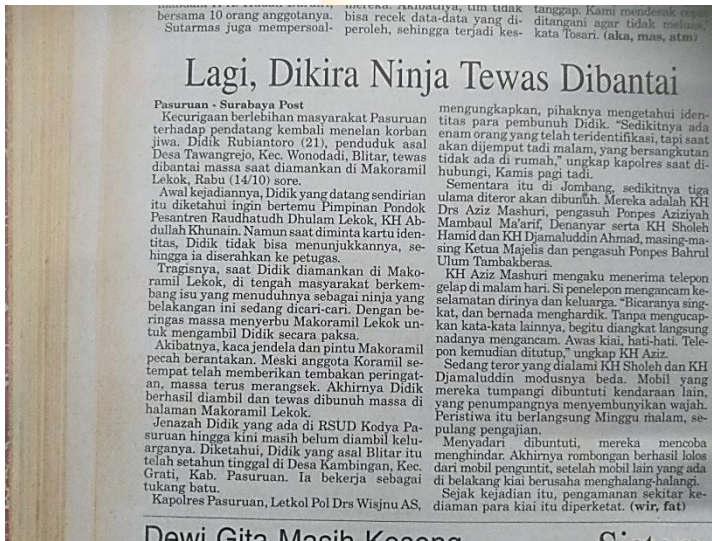 bersama 10 orang anggotanya.
Sutarmas juga mempersoal-
mereka. Akibatnya, tim tidak
bisa recek data-data yang di-
peroleh, sehingga terjadi kes-
tanggap. Kami mendesak cepat
ditangani agar tidak meluas,
kata Tosari. (aka, mas, atm)
Lagi, Dikira Ninja Tewas Dibantai
Pasuruan - Surabaya Post
Kecurigaan berlebihan masyarakat Pasuruan
terhadap pendatang kembali menelan korban
jiwa. Didik Rubiantoro (21), penduduk asal
Desa Tawangrejo, Kec. Wonodadi, Blitar, tewas
dibantai massa saat diamankan di Makoramil
Lekok, Rabu (14/10) sore.
Awal kejadiannya, Didik yang datang sendirian
itu diketahui ingin bertemu Pimpinan Pondok
Pesantren Raudhatudh Dhulam Lekok, KH Ab-
dullah Khunain. Namun saat diminta kartu iden-
titas, Didik tidak bisa menunjukkannya, se-
hingga ia diserahkan ke petugas.
Tragisnya, saat Didik diamankan di Mako-
ramil Lekok, di tengah masyarakat berkem-
bang isu yang menuduhnya sebagai ninja yang
belakangan ini sedang dicari-cari. Dengan be-
ringas massa menyerbu Makoramil Lekok un-
tuk mengambil Didik secara paksa.
Akibatnya, kaca jendela dan pintu Makoramil
pecah berantakan. Meski anggota Koramil se-
tempat telah memberikan tembakan peringat-
an, massa terus merangsek. Akhirnya Didik
berhasil diambil dan tewas dibunuh massa di
halaman Makoramil Lekok.
Jenazah Didik yang ada di RSUD Kodya Pa-
suruan hingga kini masih belum diambil kelu-
arganya. Diketahui, Didik yang asal Blitar itu
telah setahun tinggal di Desa Kambingan, Kec.
Grati, Kab. Pasuruan. Ia bekerja sebagai
tukang batu.
Kapolres Pasuruan, Letkol Pol Drs Wisjnu AS,
mengungkapkan, pihaknya mengetahui iden-
titas para pembunuh Didik. “Sedikitnya ada
enam orang yang telah teridentifikasi, tapi saat
akan dijemput tadi malam, yang bersangkutan
tidak ada di rumah,” ungkap kapolres saat di-
hubungi, Kamis pagi tadi.
Sementara itu di Jombang, sedikitnya tiga
ulama diteror akan dibunuh. Mereka adalah KH
Drs Aziz Mashuri, pengasuh Ponpes Aziziyah
Mambaul Ma'arif, Denanyar serta KH Sholeh
Hamid dan KH Djamaluddin Ahmad, masing-ma-
sing Ketua Majelis dan pengasuh Ponpes Bahrul
Ulum Tambakberas.
KH Aziz Mashuri mengaku menerima telepon
gelap di malam hari. Si penelepon mengancam ke-
selamatan dirinya dan keluarga. “Bicaranya sing-
kat, dan bernada menghardik. Tanpa mengucap-
kan kata-kata lainnya, begitu diangkat langsung
nadanya mengancam. Awas kiai, hati-hati. Tele-
pon kemudian ditutup,” ungkap KH Aziz.
Sedang teror yang dialami KH Sholeh dan KH
Djamaluddin modusnya beda. Mobil yang
mereka tumpangi dibuntuti kendaraan lain,
yang penumpangnya menyembunyikan wajah.
Peristiwa itu berlangsung Minggu malam, se-
pulang pengajian.
Menyadari dibuntuti, mereka mencoba
menghindar. Akhirnya rombongan berhasil lolos
dari mobil penguntit, setelah mobil lain yang ada
di belakang kiai berusaha menghalang-halangi.
Sejak kejadian itu, pengamanan sekitar ke-
diaman para kiai itu diperketat. (wir, fat)
Dewi Gita Masih Kosong